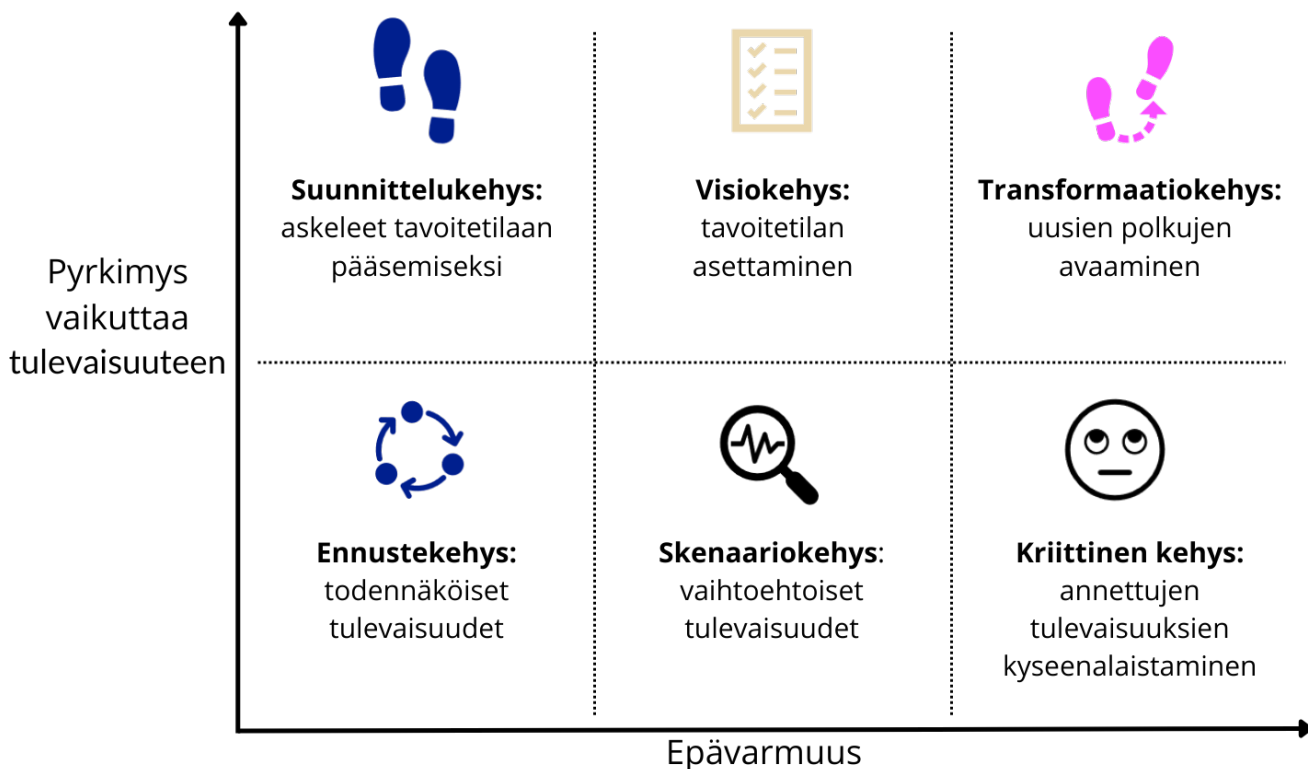 Suunnittelukehys:
askeleet tavoitetilaan
pääsemiseksi
Visiokehys:
tavoitetilan
asettaminen
Transformaatiokehys:
uusien polkujen
avaaminen
Pyrkimys
vaikuttaa
tulevaisuuteen
Ennustekehys:
todennäköiset
tulevaisuudet
Skenaariokehys:
vaihtoehtoiset
tulevaisuudet
Kriittinen kehys:
annettujen
tulevaisuuksien
kyseenalaistaminen
Epävarmuus